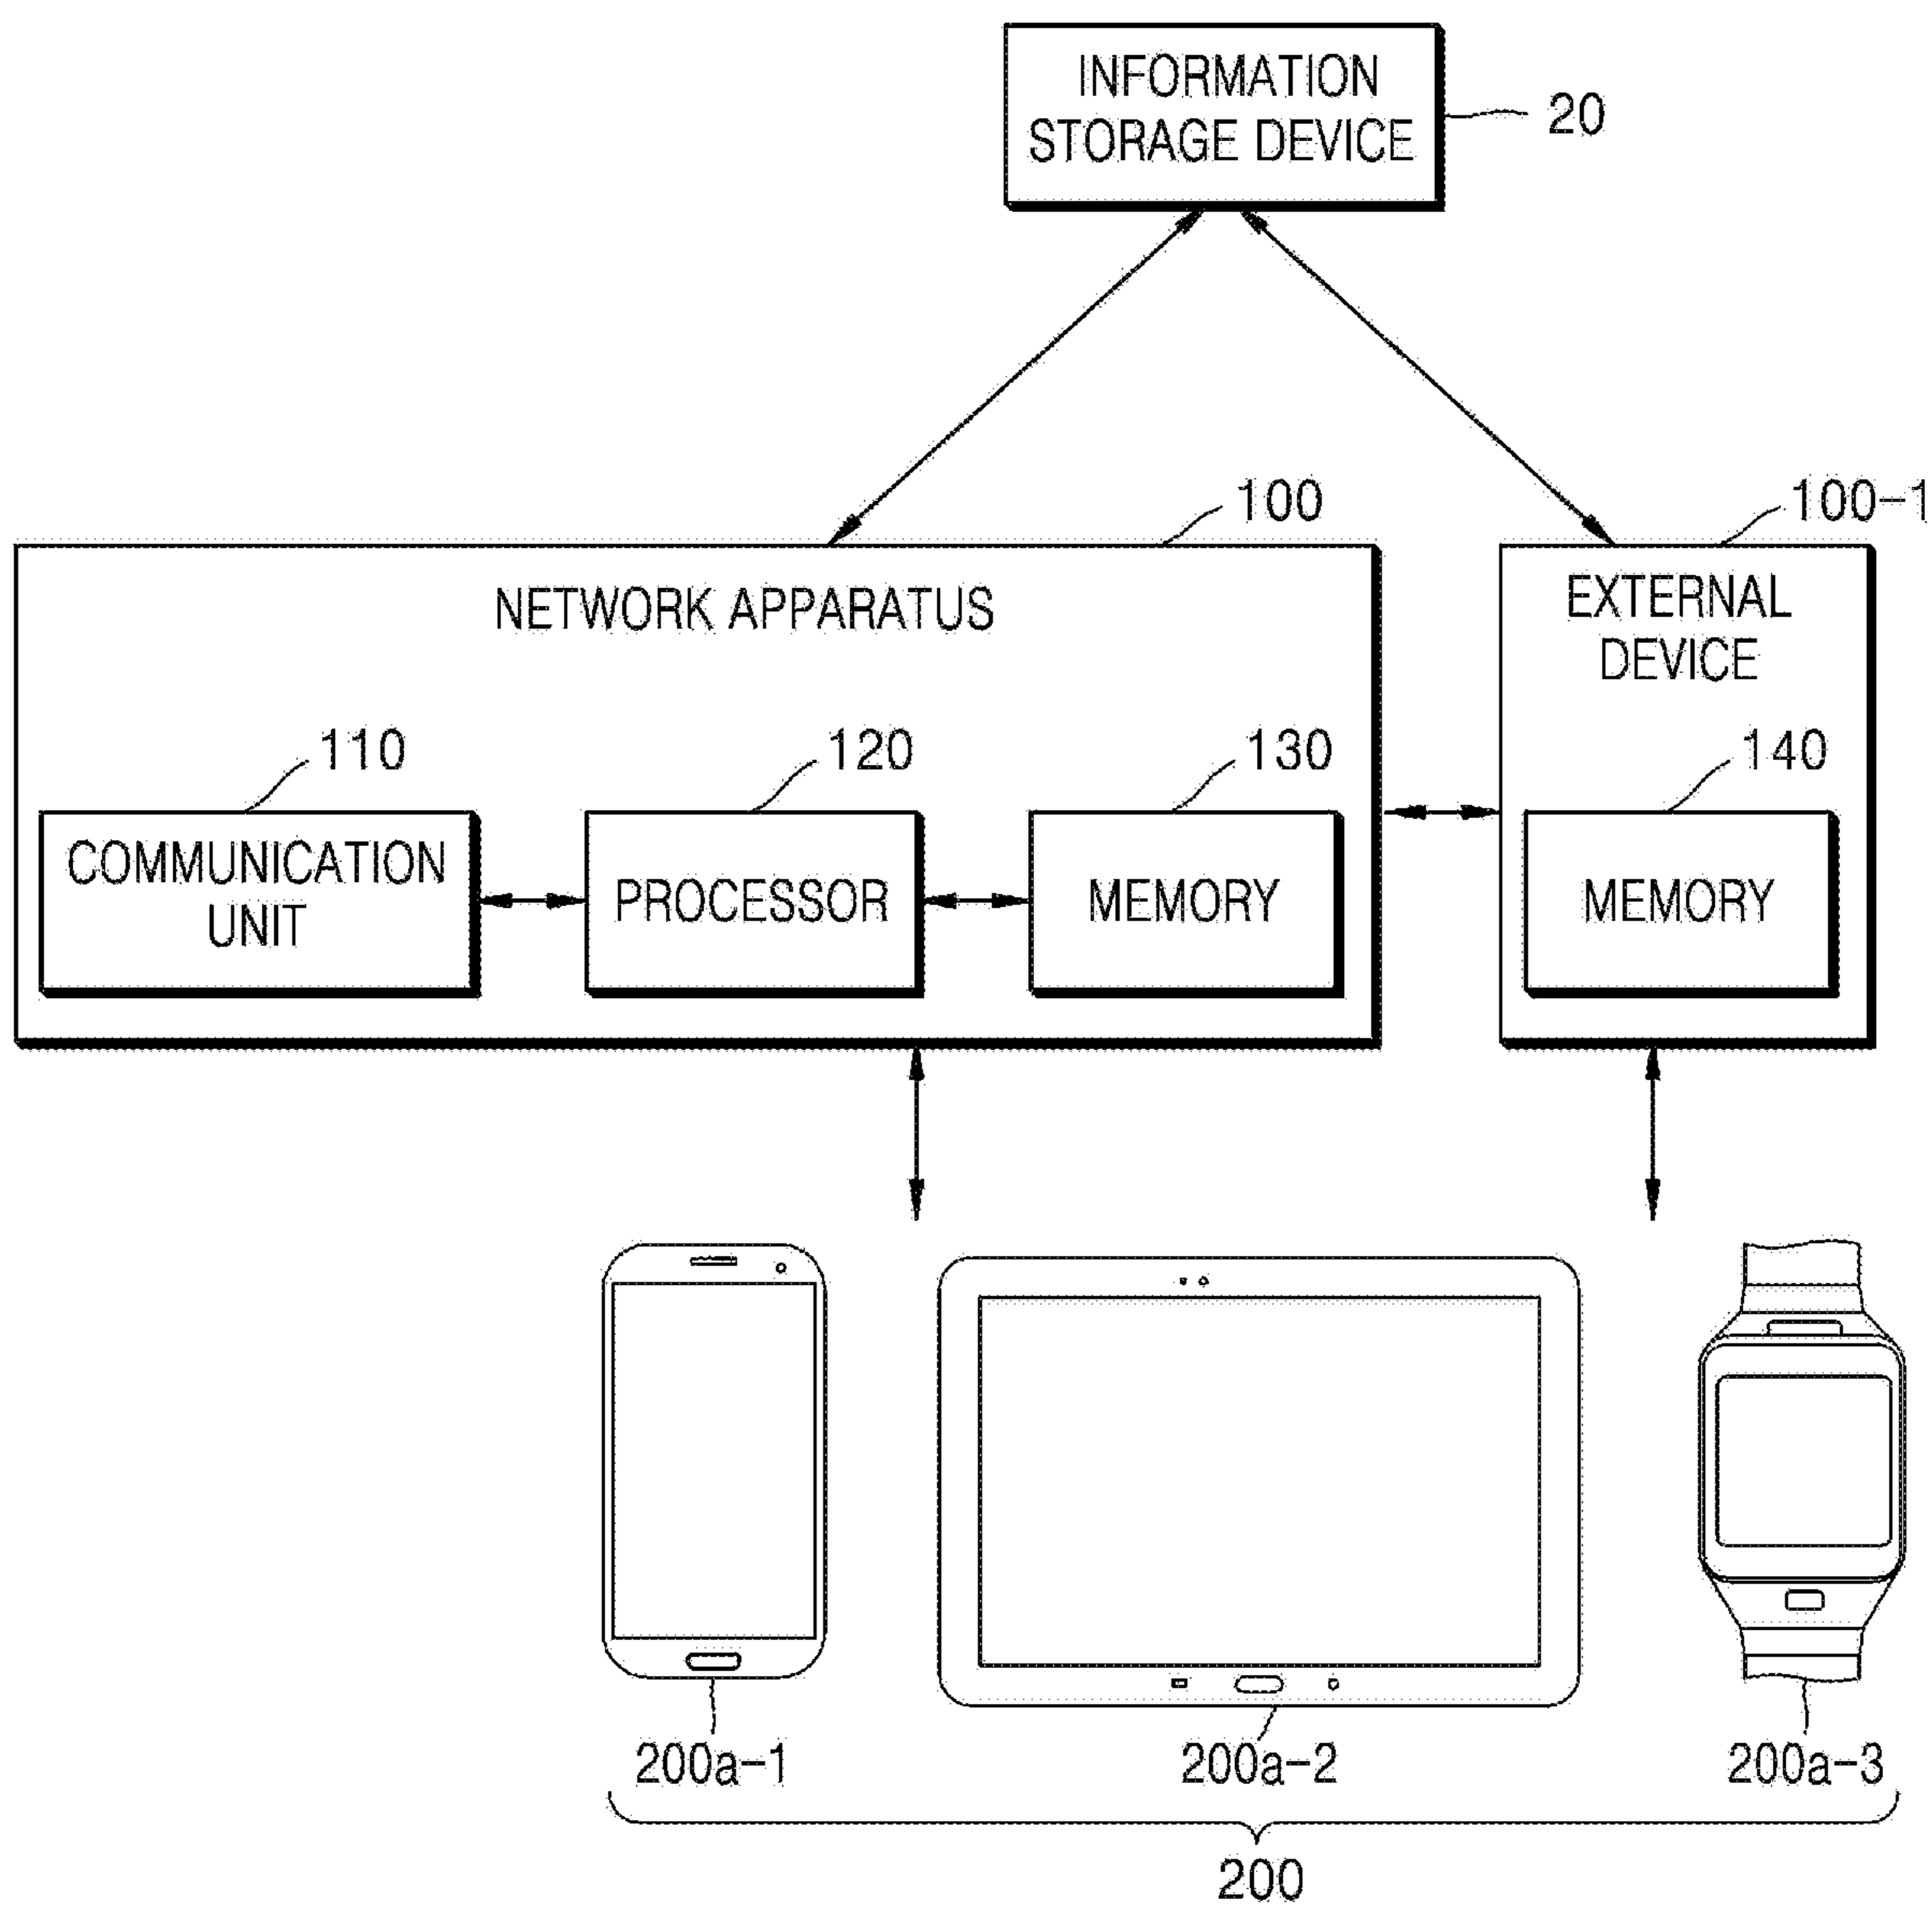 INFORMATION
STORAGE DEVICE
20
100
100-1
NETWORK APPARATUS
EXTERNAL
DEVICE
110
120
130
140
COMMUNICATION
UNIT
PROCESSOR
MEMORY
MEMORY
200a-1
200a-2
200a-3
200